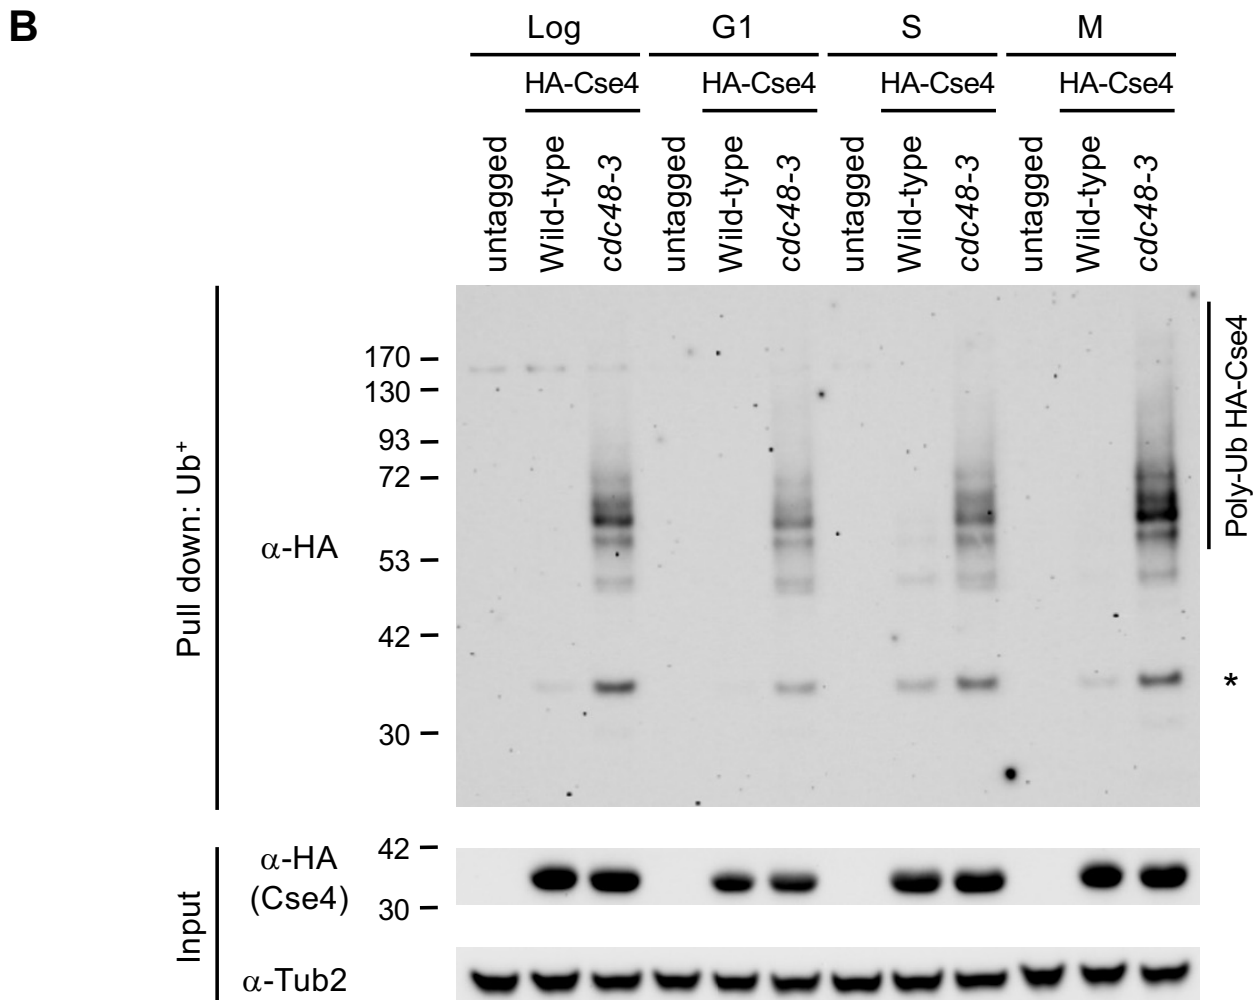 B
Log G1 S M
HA-Cse4 HA-Cse4 HA-Cse4 HA-Cse4
untagged Wild-type cdc48-3 untagged Wild-type cdc48-3 untagged Wild-type cdc48-3 untagged Wild-type cdc48-3
Pull down: Ub⁺
α-HA
170
130
93
72
53
42
30
Poly-Ub HA-Cse4
*
Input
α-HA
(Cse4)
42
30
α-Tub2